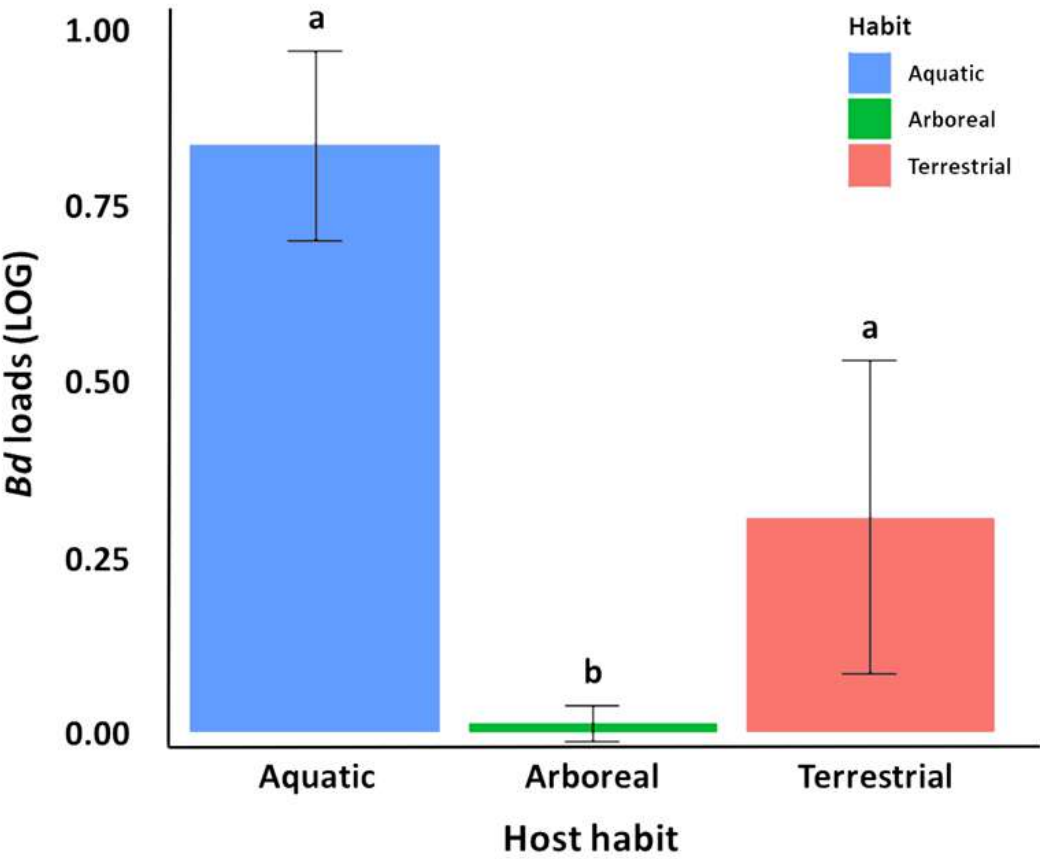 a
1.00
Habit
Aquatic
Arboreal
Terrestrial
0.75
a
0.50
Bd loads (LOG)
0.25
b
0.00
Aquatic Arboreal Terrestrial
Host habit